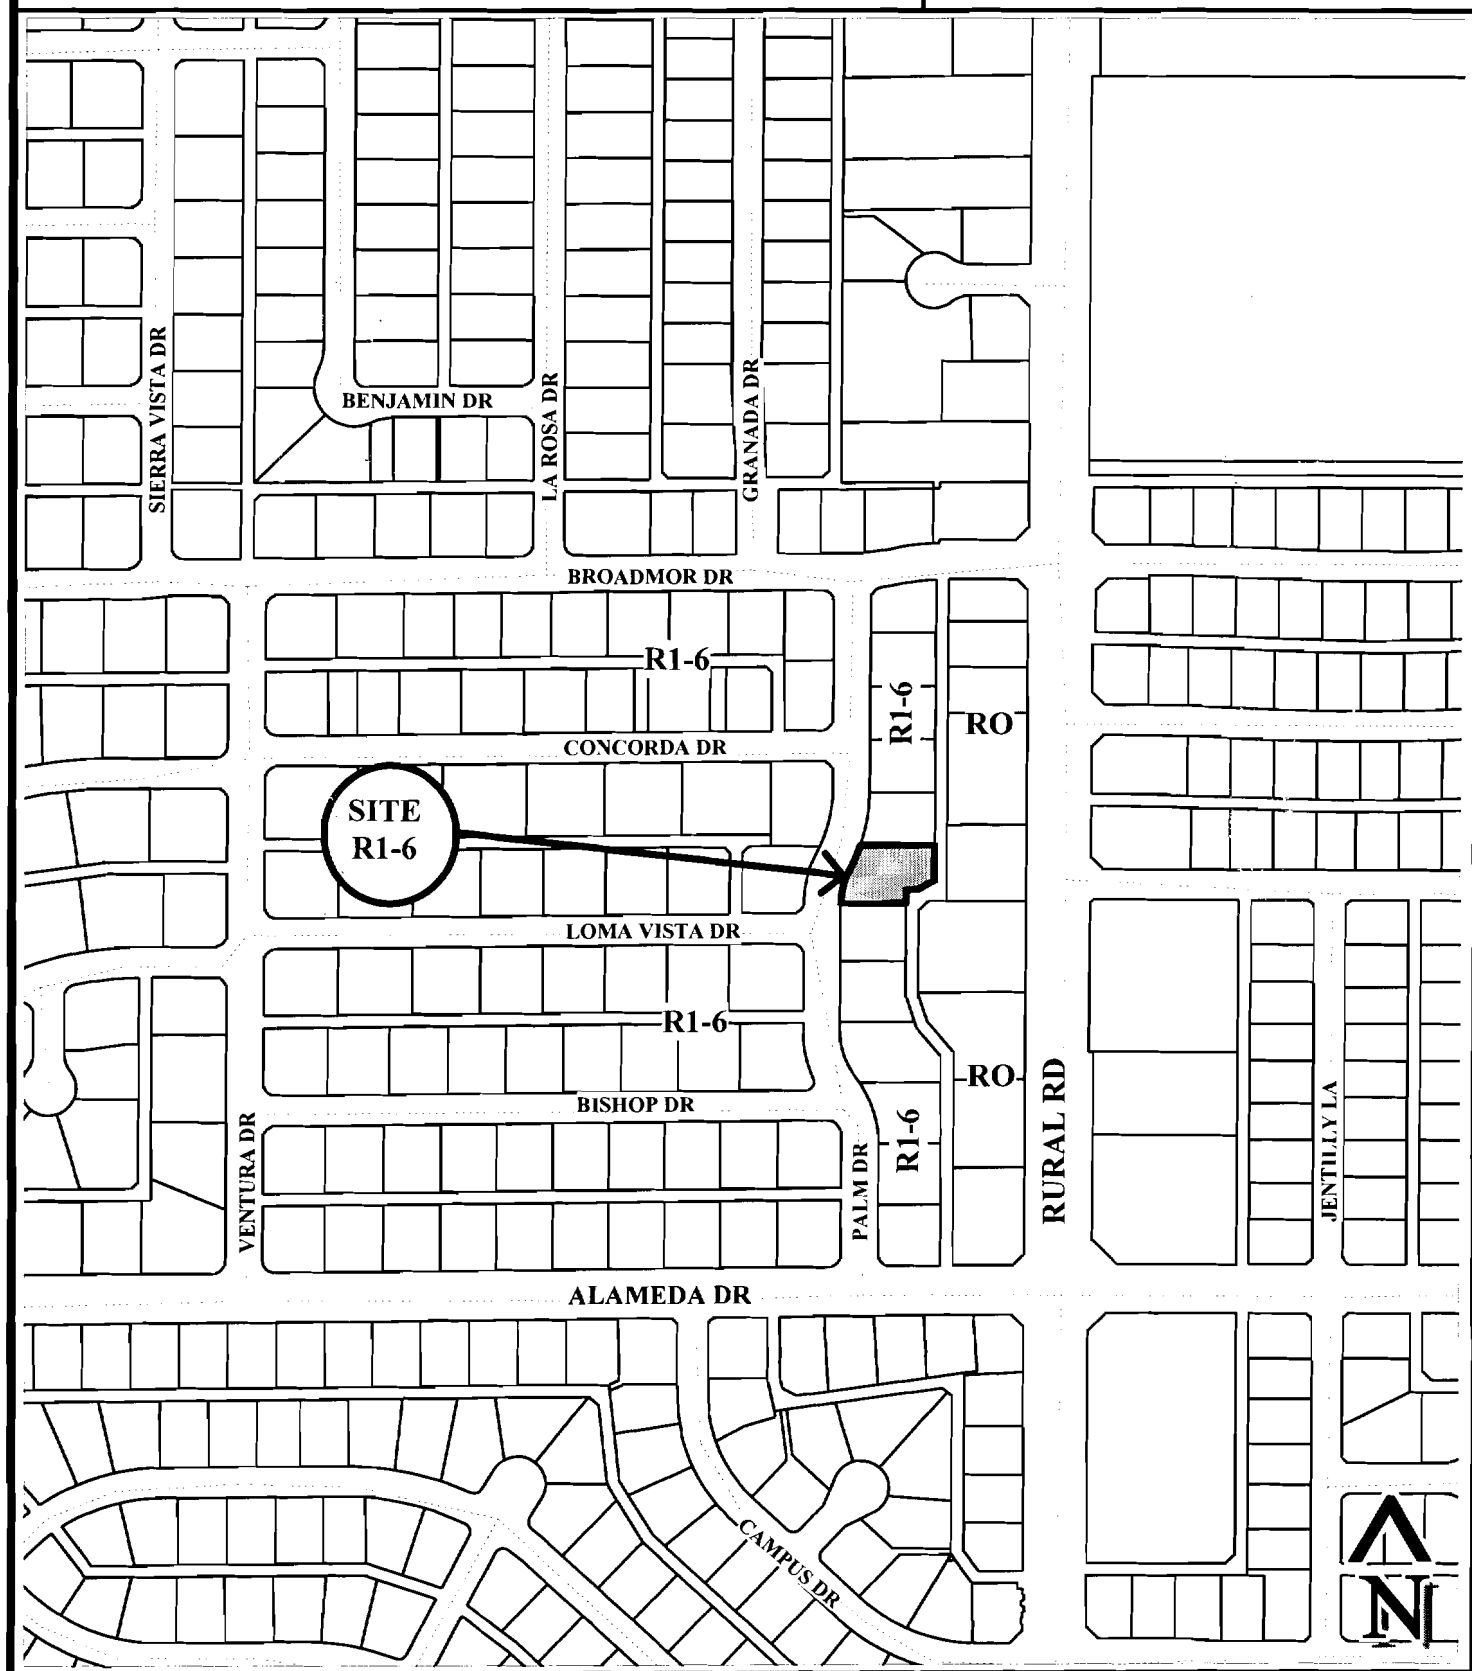 SIERRA VISTA DR
BENJAMIN DR
LA ROSA DR
GRANADA DR
BROADMOR DR
R1-6
R1-6
RO
CONCORDA DR
SITE
R1-6
LOMA VISTA DR
R1-6
RO
RURAL RD
BISHOP DR
R1-6
VENTURA DR
PALM DR
JENTILLY LA
ALAMEDA DR
CAMPUS DR
N